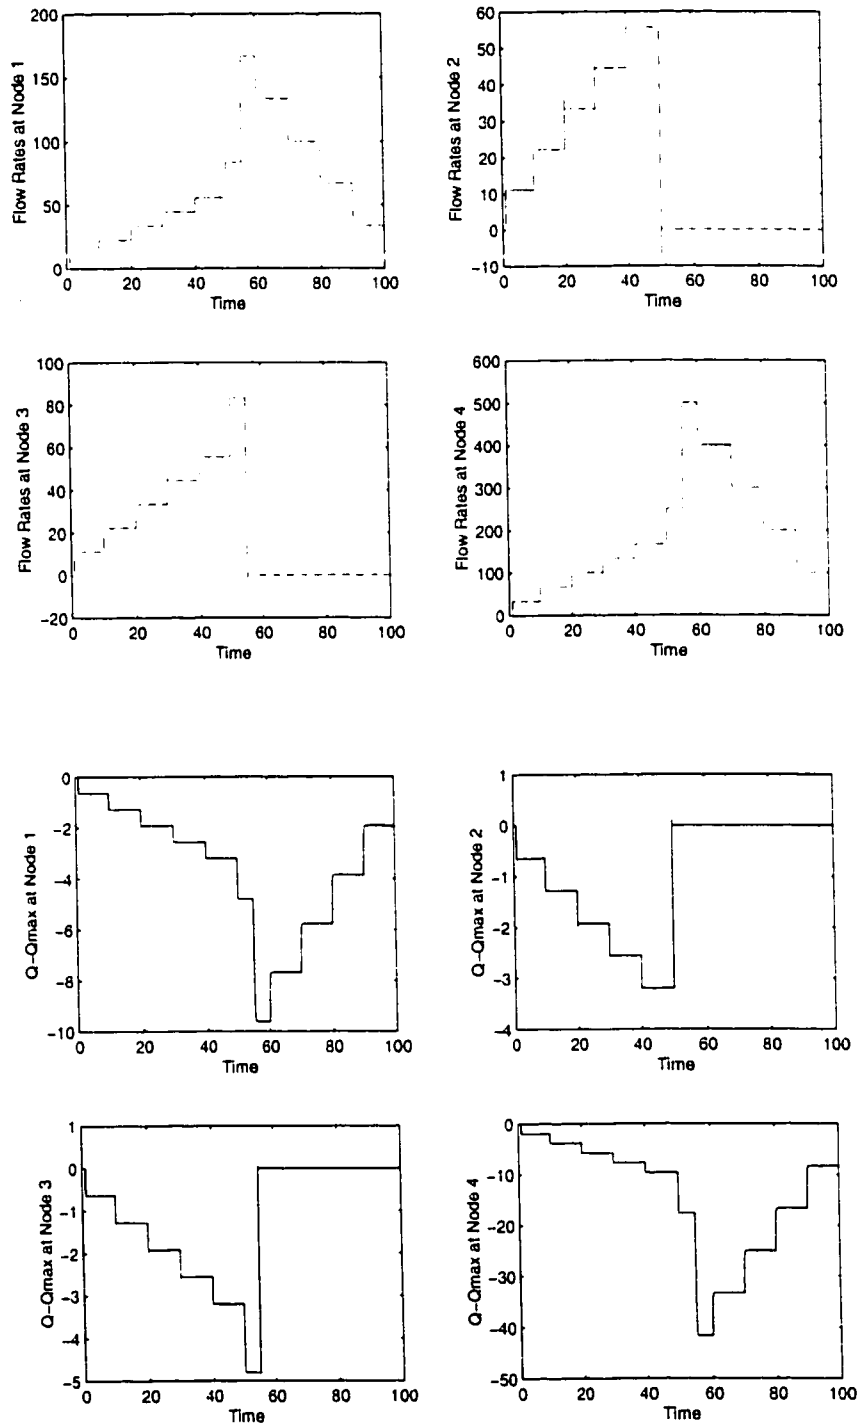 200
150
100
50
0
Flow Rates at Node 1
0 20 40 60 80 100
Time
60
50
40
30
20
10
0
-10
Flow Rates at Node 2
0 20 40 60 80 100
Time
100
80
60
40
20
0
-20
Flow Rates at Node 3
0 20 40 60 80 100
Time
600
500
400
300
200
100
0
Flow Rates at Node 4
0 20 40 60 80 100
Time
0
-2
-4
-6
-8
-10
Q-Qmax at Node 1
0 20 40 60 80 100
Time
1
0
-1
-2
-3
-4
Q-Qmax at Node 2
0 20 40 60 80 100
Time
1
0
-1
-2
-3
-4
-5
Q-Qmax at Node 3
0 20 40 60 80 100
Time
0
-10
-20
-30
-40
-50
Q-Qmax at Node 4
0 20 40 60 80 100
Time